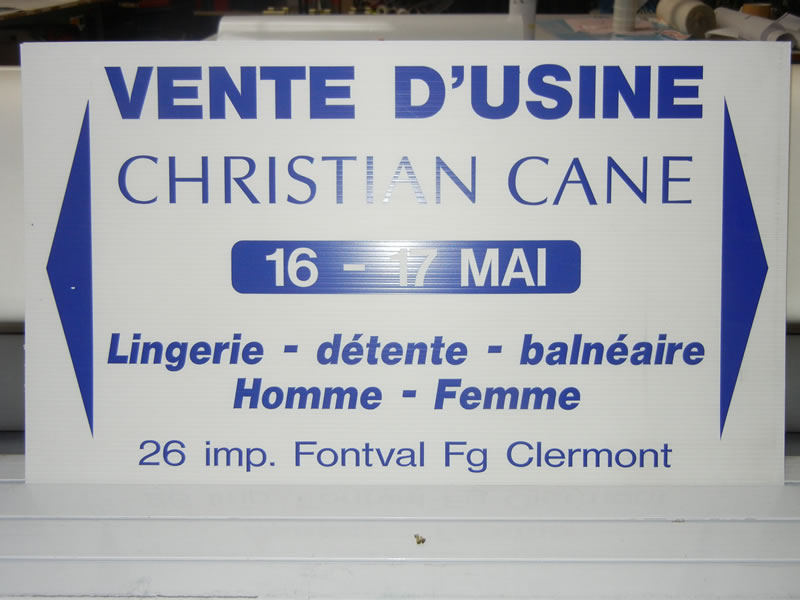 VENTE D'USINE
CHRISTIAN CANE
16 - 17 MAI
Lingerie - détente - balnéaire
Homme - Femme
26 imp. Fontval Fg Clermont